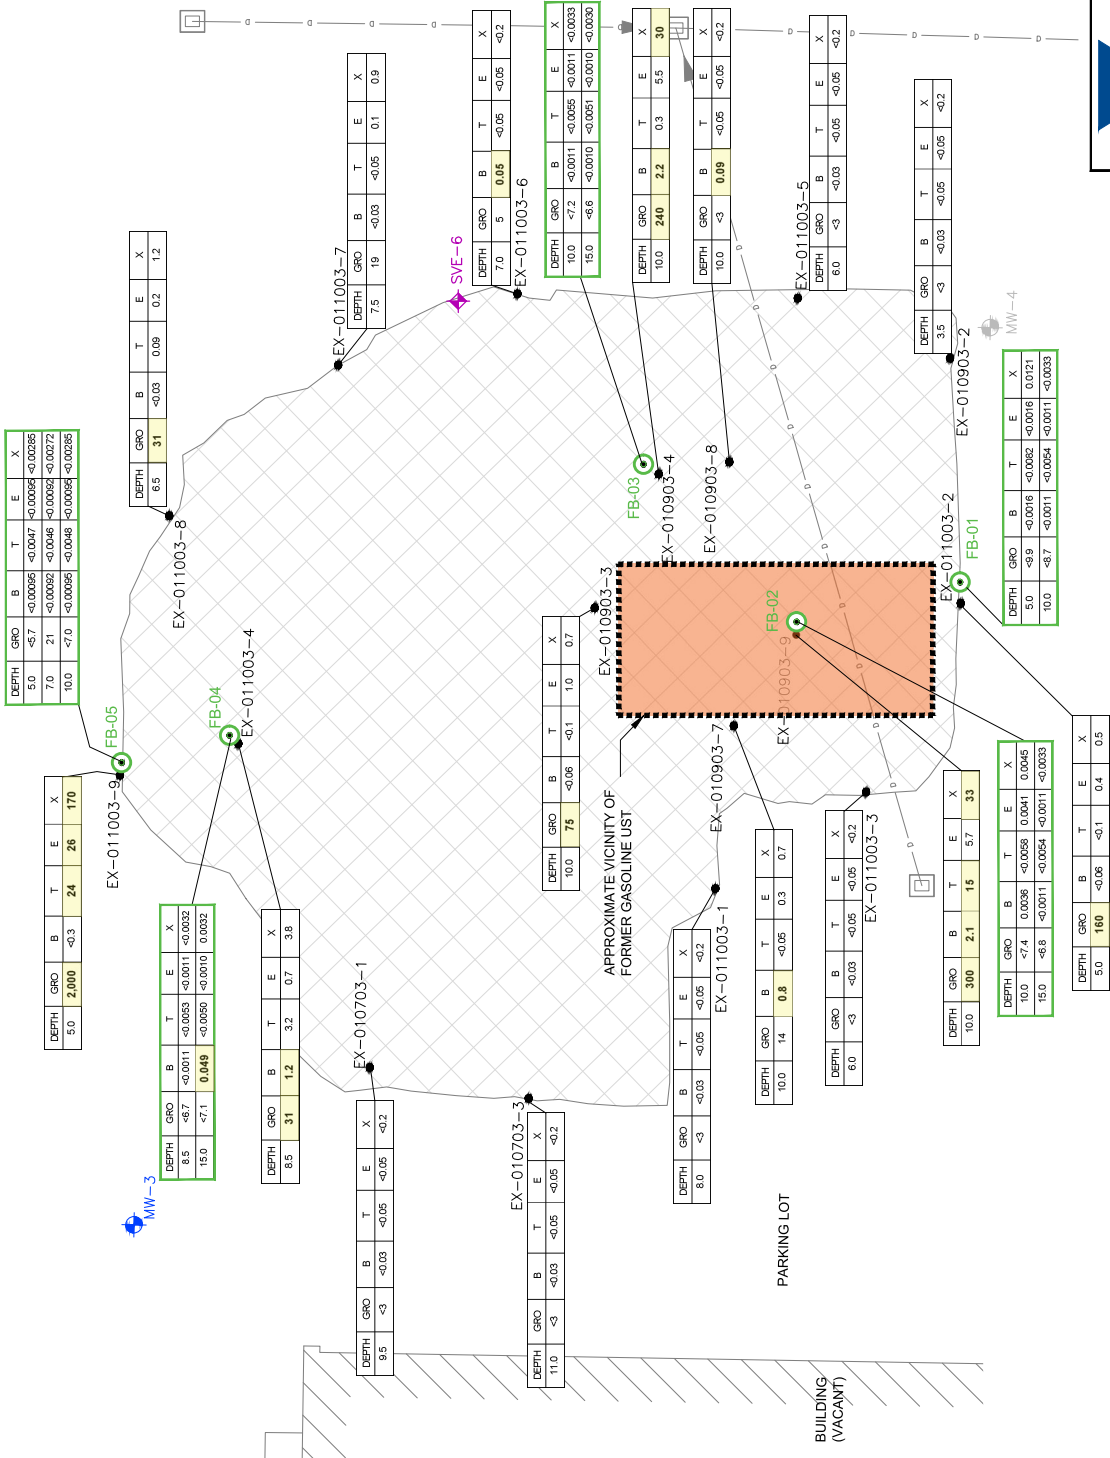 DEPTH GRO B T E X
5.0 <5.7 <0.00095 <0.0047 <0.00095 <0.00285
7.0 21 <0.00092 <0.0046 <0.00092 <0.00272
10.0 <7.0 <0.00095 <0.0048 <0.00095 <0.00285
FB-05
DEPTH GRO B T E X
5.0 2,000 <0.3 24 26 170
EX-011003-9
DEPTH GRO B T E X
6.5 31 <0.03 0.09 0.2 1.2
EX-011003-8
MW-3
DEPTH GRO B T E X
8.5 <6.7 <0.0011 <0.0053 <0.0011 <0.0032
15.0 <7.1 0.049 <0.0050 <0.0010 0.0032
FB-04
EX-011003-4
DEPTH GRO B T E X
8.5 31 1.2 3.2 0.7 3.8
DEPTH GRO B T E X
7.5 19 <0.03 <0.05 0.1 0.9
EX-011003-7
EX-010703-1
DEPTH GRO B T E X
9.5 <3 <0.03 <0.05 <0.05 <0.2
SVE-6
DEPTH GRO B T E X
7.0 5 0.05 <0.05 <0.05 <0.2
EX-011003-6
EX-010703-3
DEPTH GRO B T E X
11.0 <3 <0.03 <0.05 <0.05 <0.2
DEPTH GRO B T E X
10.0 <7.2 <0.0011 <0.0055 <0.0011 <0.0033
15.0 <6.6 <0.0010 <0.0051 <0.0010 <0.0030
FB-03
DEPTH GRO B T E X
10.0 75 <0.06 <0.1 1.0 0.7
EX-010903-3
APPROXIMATE VICINITY OF
FORMER GASOLINE UST
DEPTH GRO B T E X
10.0 240 2.2 0.3 5.5 30
EX-010903-4
DEPTH GRO B T E X
10.0 <3 0.09 <0.05 <0.05 <0.2
EX-010903-8
DEPTH GRO B T E X
8.0 <3 <0.03 <0.05 <0.05 <0.2
EX-011003-1
EX-010903-7
DEPTH GRO B T E X
10.0 14 0.8 <0.05 0.3 0.7
FB-02
EX-010903-9
PARKING LOT
EX-011003-5
DEPTH GRO B T E X
6.0 <3 <0.03 <0.05 <0.05 <0.2
DEPTH GRO B T E X
6.0 <3 <0.03 <0.05 <0.05 <0.2
EX-011003-3
BUILDING
(VACANT)
DEPTH GRO B T E X
3.5 <3 <0.03 <0.05 <0.05 <0.2
EX-010903-2
EX-011003-2
FB-01
DEPTH GRO B T E X
10.0 300 2.1 15 5.7 33
MW-4
DEPTH GRO B T E X
5.0 <9.9 <0.0016 <0.0082 <0.0016 0.0121
10.0 <8.7 <0.0011 <0.0054 <0.0011 <0.0033
DEPTH GRO B T E X
10.0 <7.4 0.0036 <0.0058 0.0041 0.0045
15.0 <6.8 <0.0011 <0.0054 <0.0011 <0.0033
DEPTH GRO B T E X
5.0 160 <0.06 <0.1 0.4 0.5